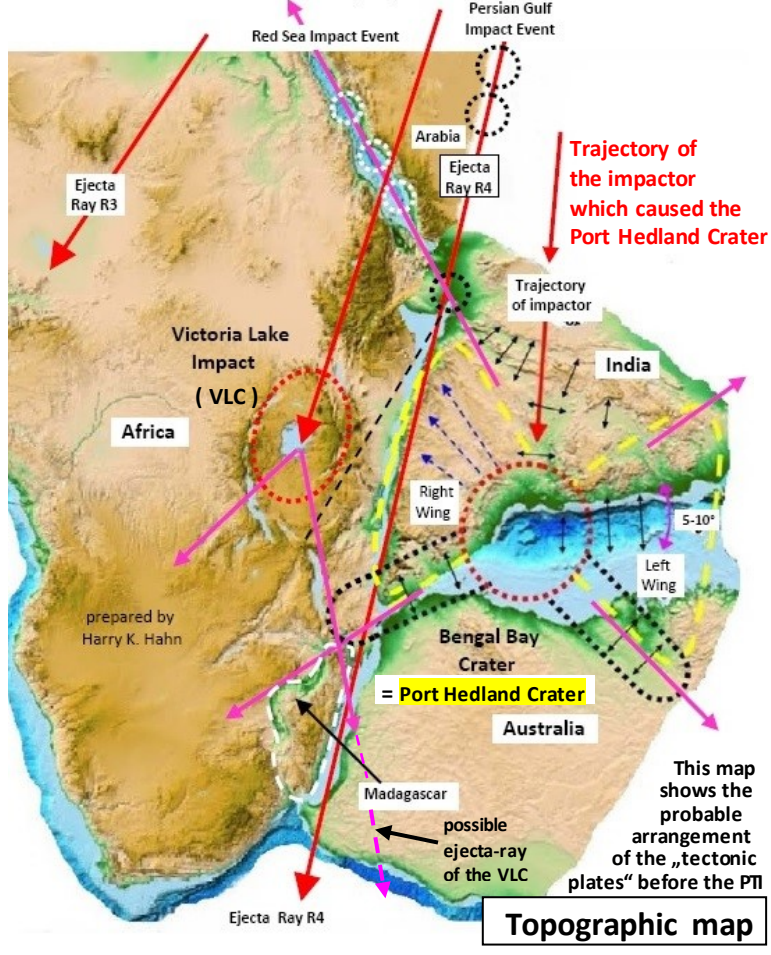 Persian Gulf
Impact Event
Red Sea Impact Event
Arabia
Ejecta
Ray R4
Ejecta
Ray R3
Trajectory of
the impactor
which caused the
Port Hedland Crater
Trajectory
of impactor
Victoria Lake
Impact
( VLC )
India
Africa
Right
Wing
5-10°
Left
Wing
prepared by
Harry K. Hahn
Bengal Bay
Crater
= Port Hedland Crater
Australia
Madagascar
This map
shows the
probable
arrangement
of the „tectonic
plates“ before the PTI
possible
ejecta-ray
of the VLC
Ejecta Ray R4
Topographic map